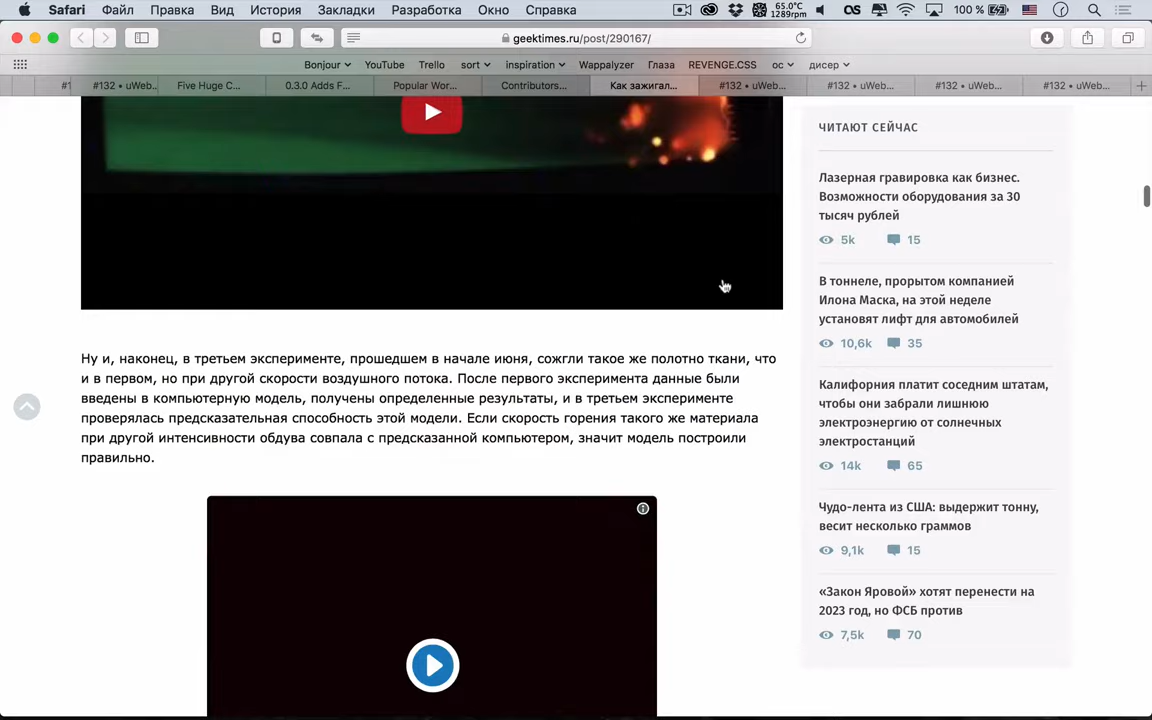 Safari Файл Правка Вид История Закладки Разработка Окно Справка 65.0°C 1289rpm 100 %
geektimes.ru/post/290167/
Bonjour YouTube Trello sort inspiration Wappalyzer Глаза REVENGE.CSS ос дисер
#1 #132 • uWeb... Five Huge C... 0.3.0 Adds F... Popular Wor... Contributors... Как зажигал... #132 • uWeb... #132 • uWeb... #132 • uWeb... #132 • uWeb...
Ну и, наконец, в третьем эксперименте, прошедшем в начале июня, сожгли такое же полотно ткани, что
и в первом, но при другой скорости воздушного потока. После первого эксперимента данные были
введены в компьютерную модель, получены определенные результаты, и в третьем эксперименте
проверялась предсказательная способность этой модели. Если скорость горения такого же материала
при другой интенсивности обдува совпала с предсказанной компьютером, значит модель построили
правильно.
ЧИТАЮТ СЕЙЧАС
Лазерная гравировка как бизнес.
Возможности оборудования за 30
тысяч рублей
5k 15
В тоннеле, прорытом компанией
Илона Маска, на этой неделе
установят лифт для автомобилей
10,6k 35
Калифорния платит соседним штатам,
чтобы они забрали лишнюю
электроэнергию от солнечных
электростанций
14k 65
Чудо-лента из США: выдержит тонну,
весит несколько граммов
9,1k 15
«Закон Яровой» хотят перенести на
2023 год, но ФСБ против
7,5k 70